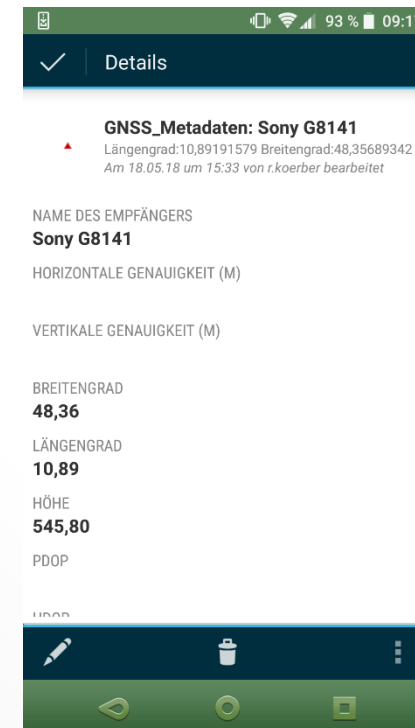 93 % 09:1
Details
GNSS_Metadaten: Sony G8141
Längengrad:10,89191579 Breitengrad:48,35689342
Am 18.05.18 um 15:33 von r.koerber bearbeitet
NAME DES EMPFÄNGERS
Sony G8141
HORIZONTALE GENAUIGKEIT (M)
VERTIKALE GENAUIGKEIT (M)
BREITENGRAD
48,36
LÄNGENGRAD
10,89
HÖHE
545,80
PDOP